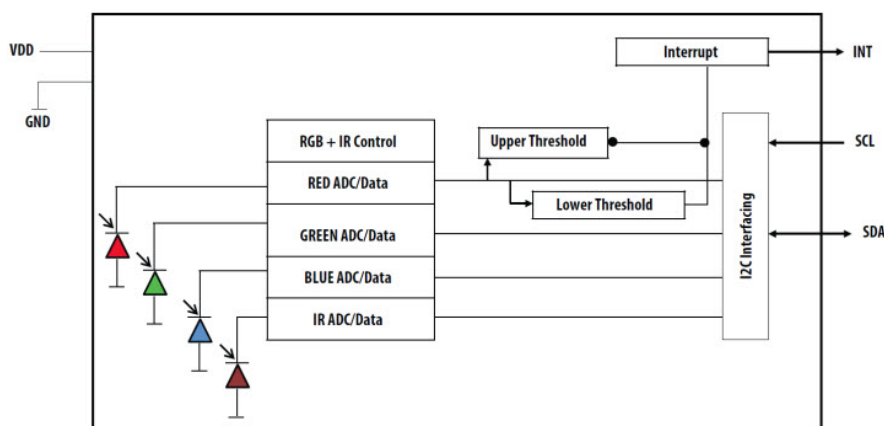 VDD
GND
Interrupt
INT
RGB + IR Control
Upper Threshold
SCL
RED ADC/Data
Lower Threshold
GREEN ADC/Data
SDA
BLUE ADC/Data
IR ADC/Data
I2C Interfacing